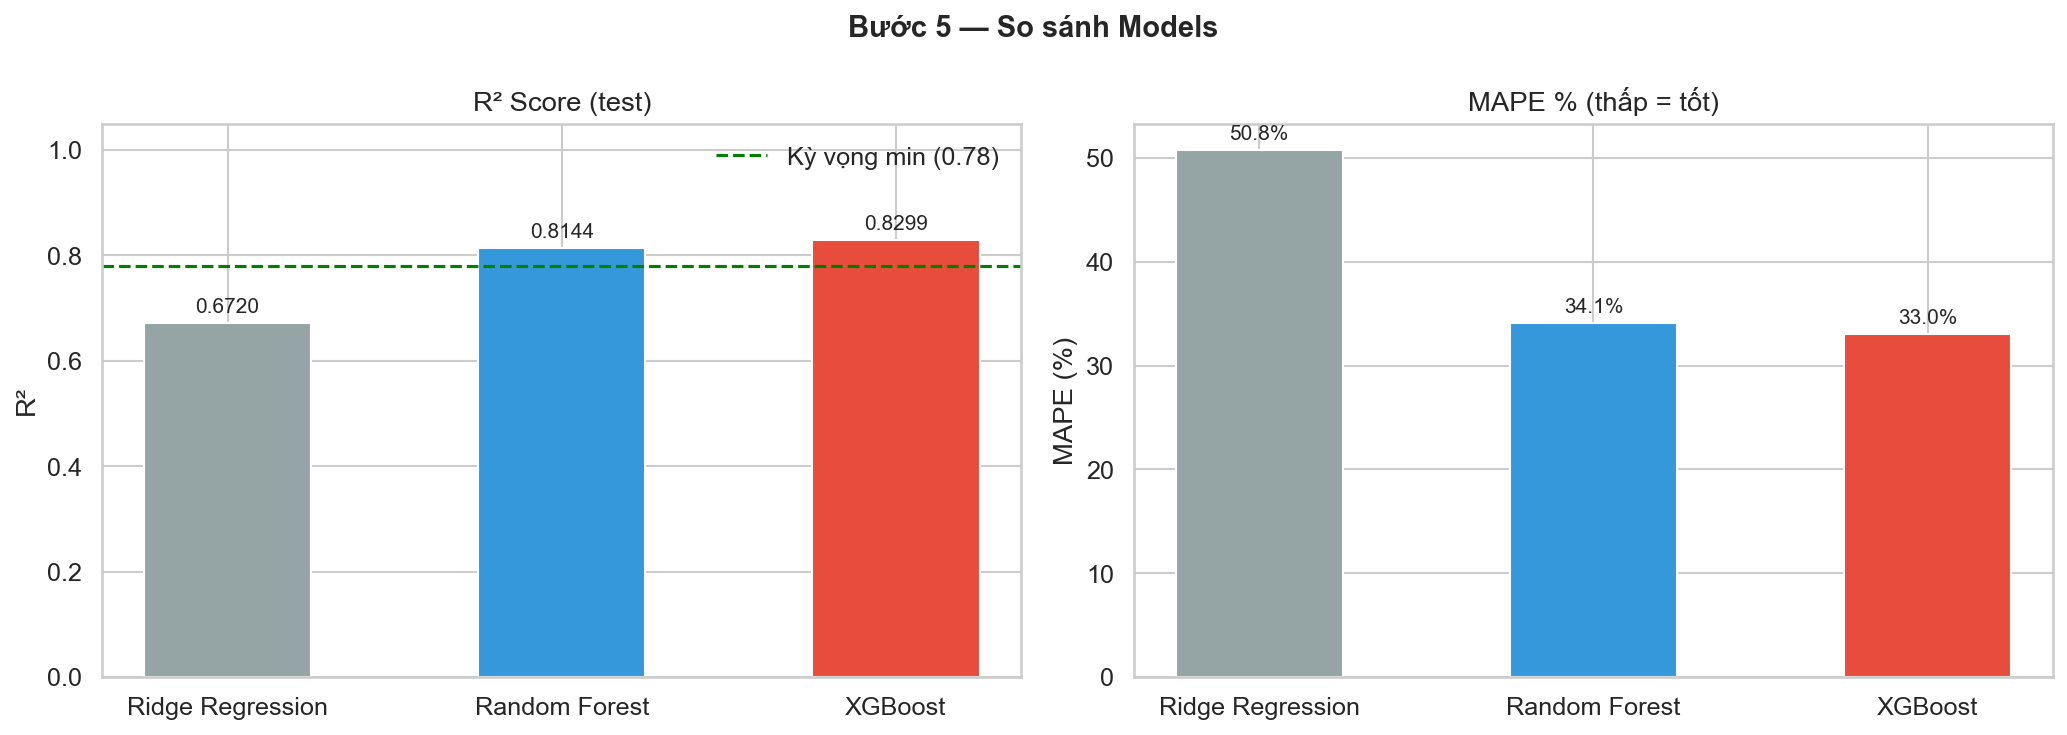 Bước 5 — So sánh Models
R² Score (test)
Kỳ vọng min (0.78)
R²
1.0
0.8
0.6
0.4
0.2
0.0
0.6720
0.8144
0.8299
Ridge Regression
Random Forest
XGBoost
MAPE % (thấp = tốt)
MAPE (%)
50
40
30
20
10
0
50.8%
34.1%
33.0%
Ridge Regression
Random Forest
XGBoost